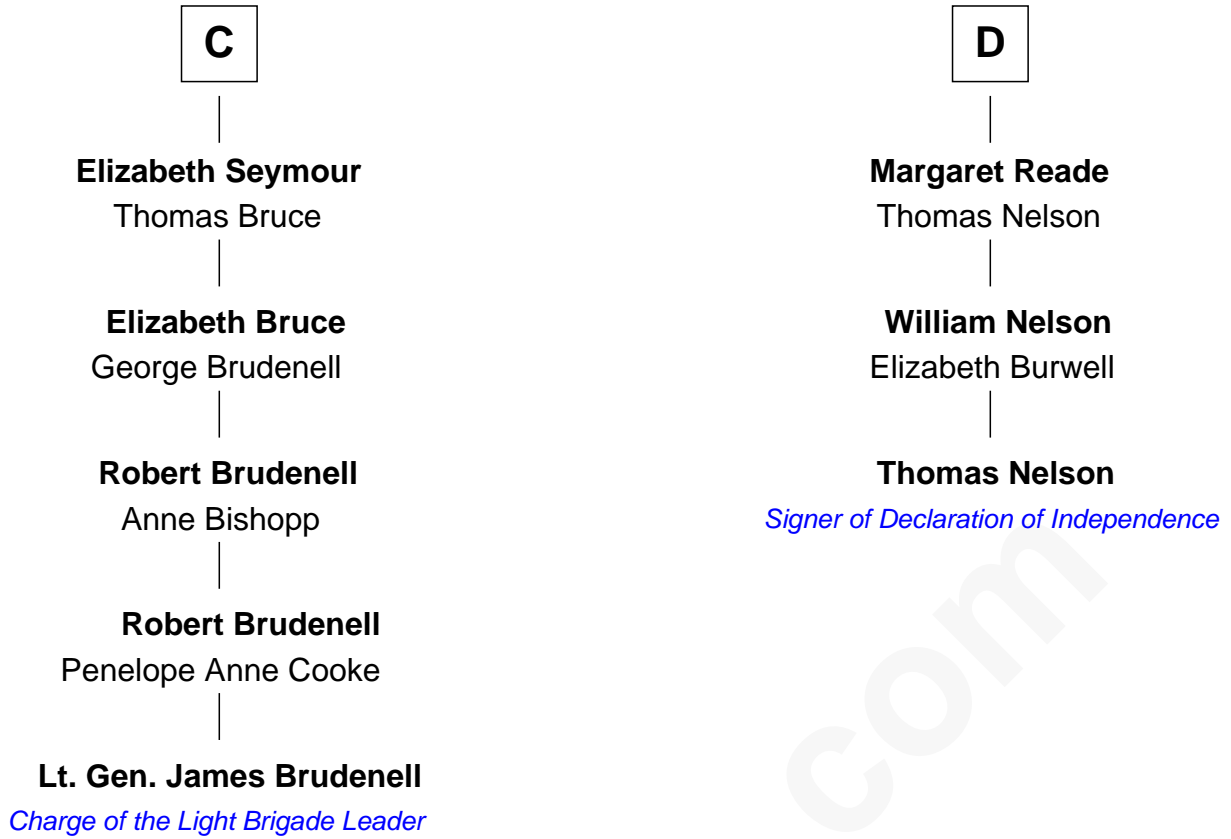 C
Elizabeth Seymour
Thomas Bruce
Elizabeth Bruce
George Brudenell
Robert Brudenell
Anne Bishopp
Robert Brudenell
Penelope Anne Cooke
Lt. Gen. James Brudenell
Charge of the Light Brigade Leader
D
Margaret Reade
Thomas Nelson
William Nelson
Elizabeth Burwell
Thomas Nelson
Signer of Declaration of Independence
com